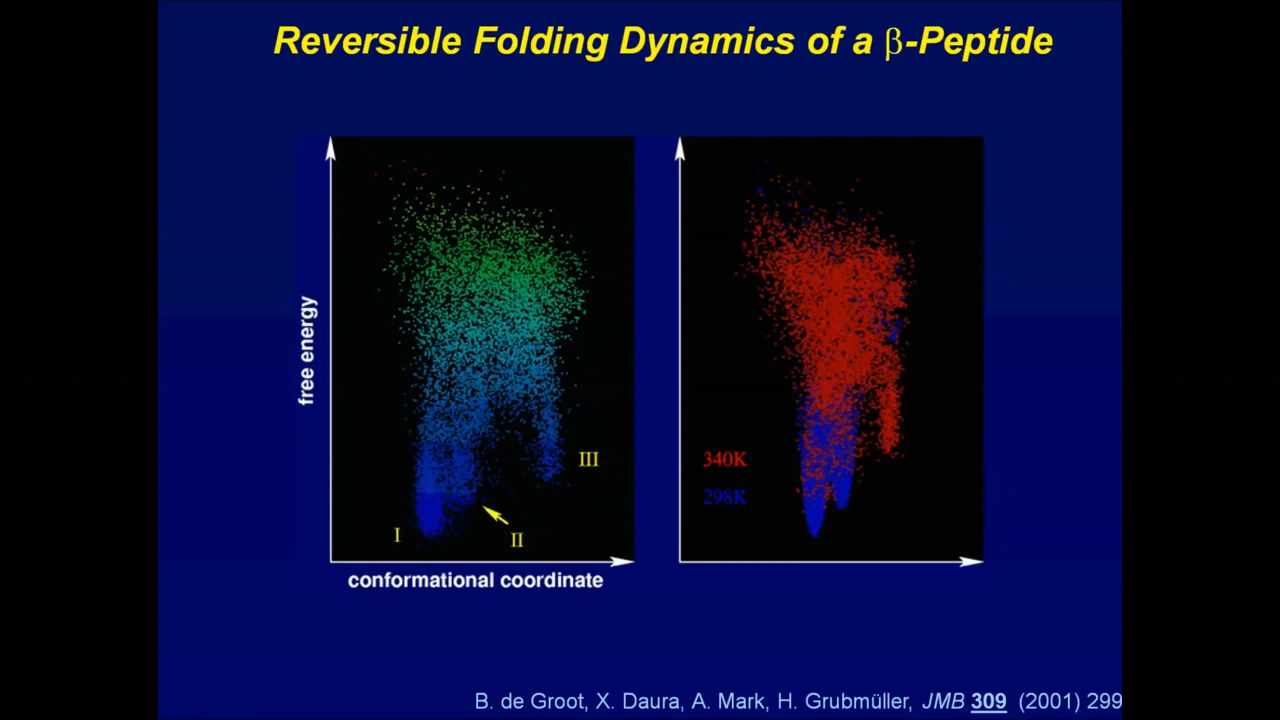 Reversible Folding Dynamics of a β-Peptide
free energy
III
I
II
conformational coordinate
340K
298K
B. de Groot, X. Daura, A. Mark, H. Grubmüller, JMB 309 (2001) 299